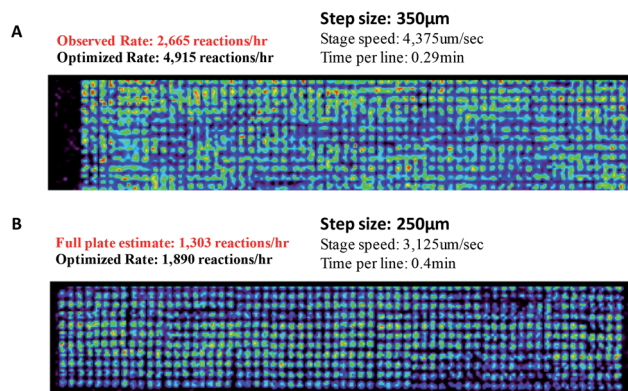 A
Observed Rate: 2,665 reactions/hr
Optimized Rate: 4,915 reactions/hr
Step size: 350µm
Stage speed: 4,375um/sec
Time per line: 0.29min
B
Full plate estimate: 1,303 reactions/hr
Optimized Rate: 1,890 reactions/hr
Step size: 250µm
Stage speed: 3,125um/sec
Time per line: 0.4min